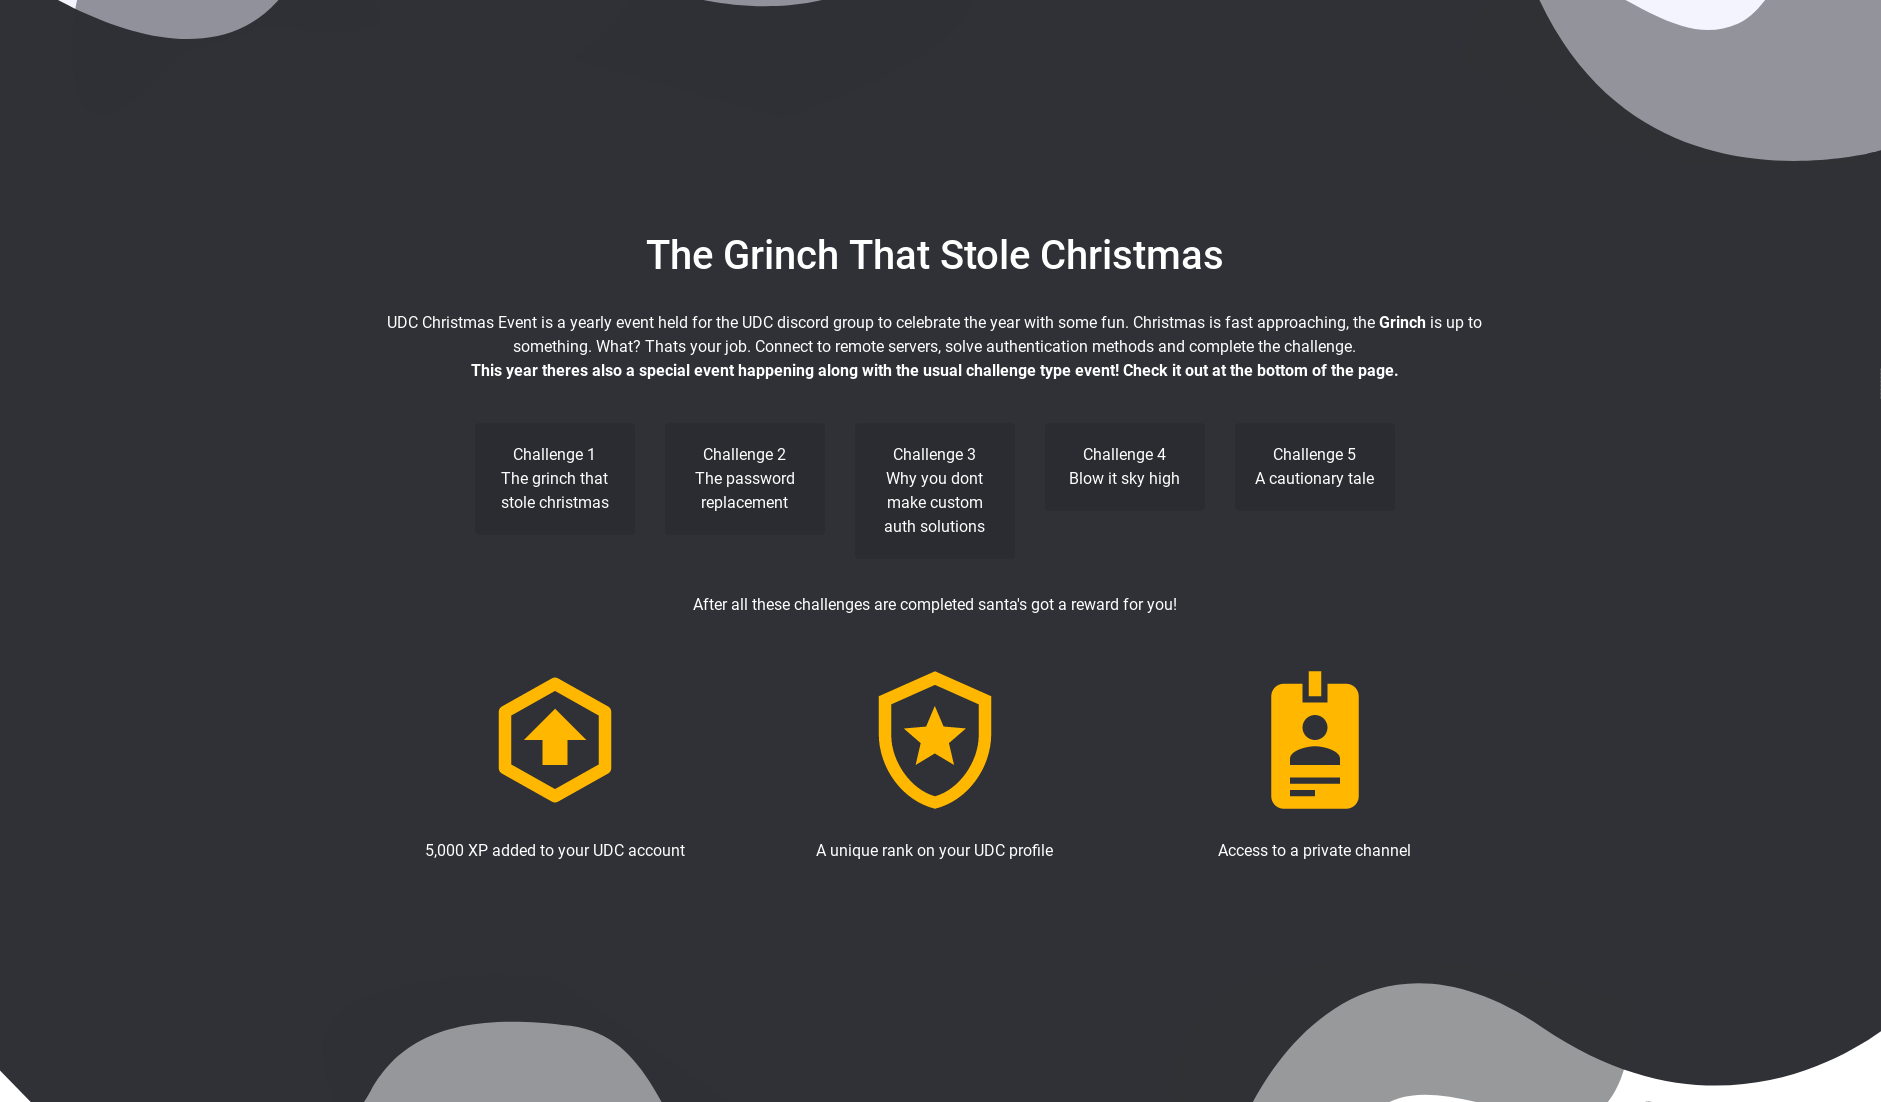 The Grinch That Stole Christmas
UDC Christmas Event is a yearly event held for the UDC discord group to celebrate the year with some fun. Christmas is fast approaching, the Grinch is up to
something. What? Thats your job. Connect to remote servers, solve authentication methods and complete the challenge.
This year theres also a special event happening along with the usual challenge type event! Check it out at the bottom of the page.
Challenge 1
The grinch that
stole christmas
Challenge 2
The password
replacement
Challenge 3
Why you dont
make custom
auth solutions
Challenge 4
Blow it sky high
Challenge 5
A cautionary tale
After all these challenges are completed santa's got a reward for you!
5,000 XP added to your UDC account
A unique rank on your UDC profile
Access to a private channel